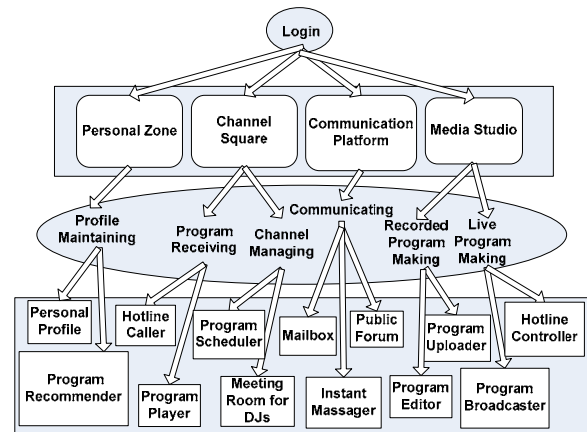 Login
Personal Zone
Channel
Square
Communication
Platform
Media Studio
Profile
Maintaining
Program
Receiving
Channel
Managing
Communicating
Recorded
Program
Making
Live
Program
Making
Personal
Profile
Hotline
Caller
Program
Scheduler
Mailbox
Public
Forum
Program
Uploader
Hotline
Controller
Program
Recommender
Program
Player
Meeting
Room for
DJs
Instant
Massager
Program
Editor
Program
Broadcaster